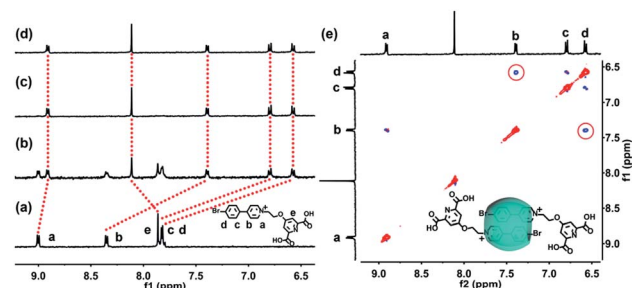 (d)
(c)
(b)
(a)
a
b
e
c
d
Br
d c b a
N
+
O
e
OH
N
O
OH
9.0 8.5 8.0 7.5 7.0 6.5
f1 (ppm)
(e)
a b c d
d
c
b
a
6.5
7.0
7.5
8.0
8.5
9.0
f1 (ppm)
HO
O
N
O
HO
O
Br
N
+
N
+
Br
O
O
OH
N
O
OH
9.0 8.5 8.0 7.5 7.0 6.5
f2 (ppm)